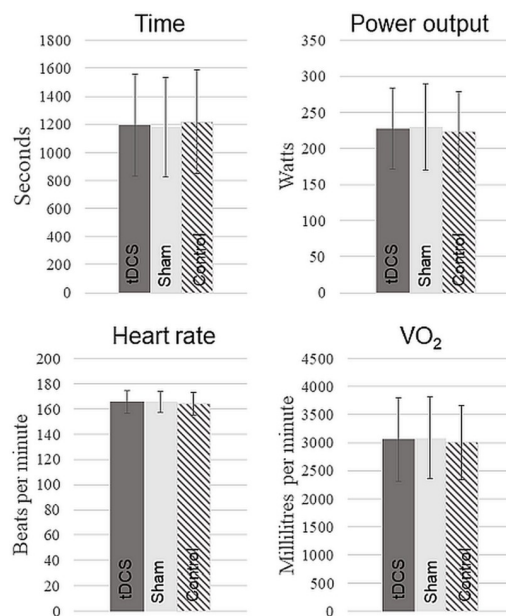 Time
Seconds
1800
1600
1400
1200
1000
800
600
400
200
0
tDCS
Sham
Control
Power output
Watts
350
300
250
200
150
100
50
0
tDCS
Sham
Control
Heart rate
Beats per minute
200
180
160
140
120
100
80
60
40
20
0
tDCS
Sham
Control
VO₂
Millilitres per minute
4500
4000
3500
3000
2500
2000
1500
1000
500
0
tDCS
Sham
Control